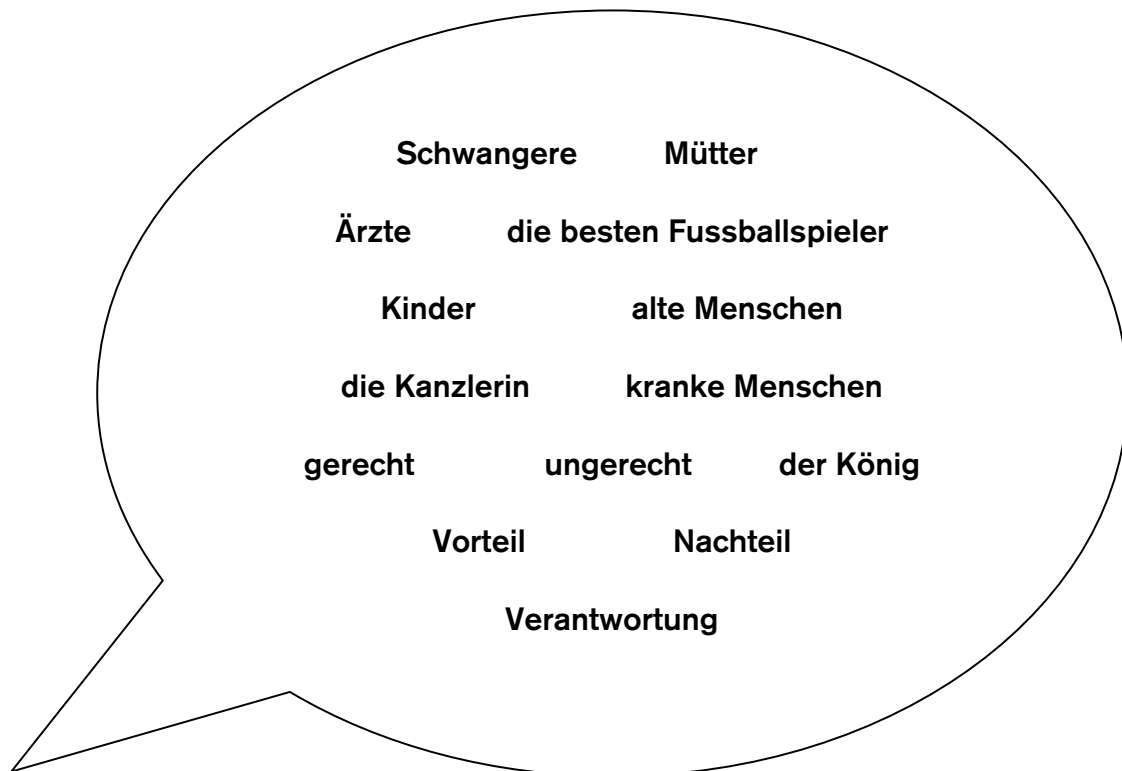 Schwangere Mütter
Ärzte die besten Fussballspieler
Kinder alte Menschen
die Kanzlerin kranke Menschen
gerecht ungerecht der König
Vorteil Nachteil
Verantwortung